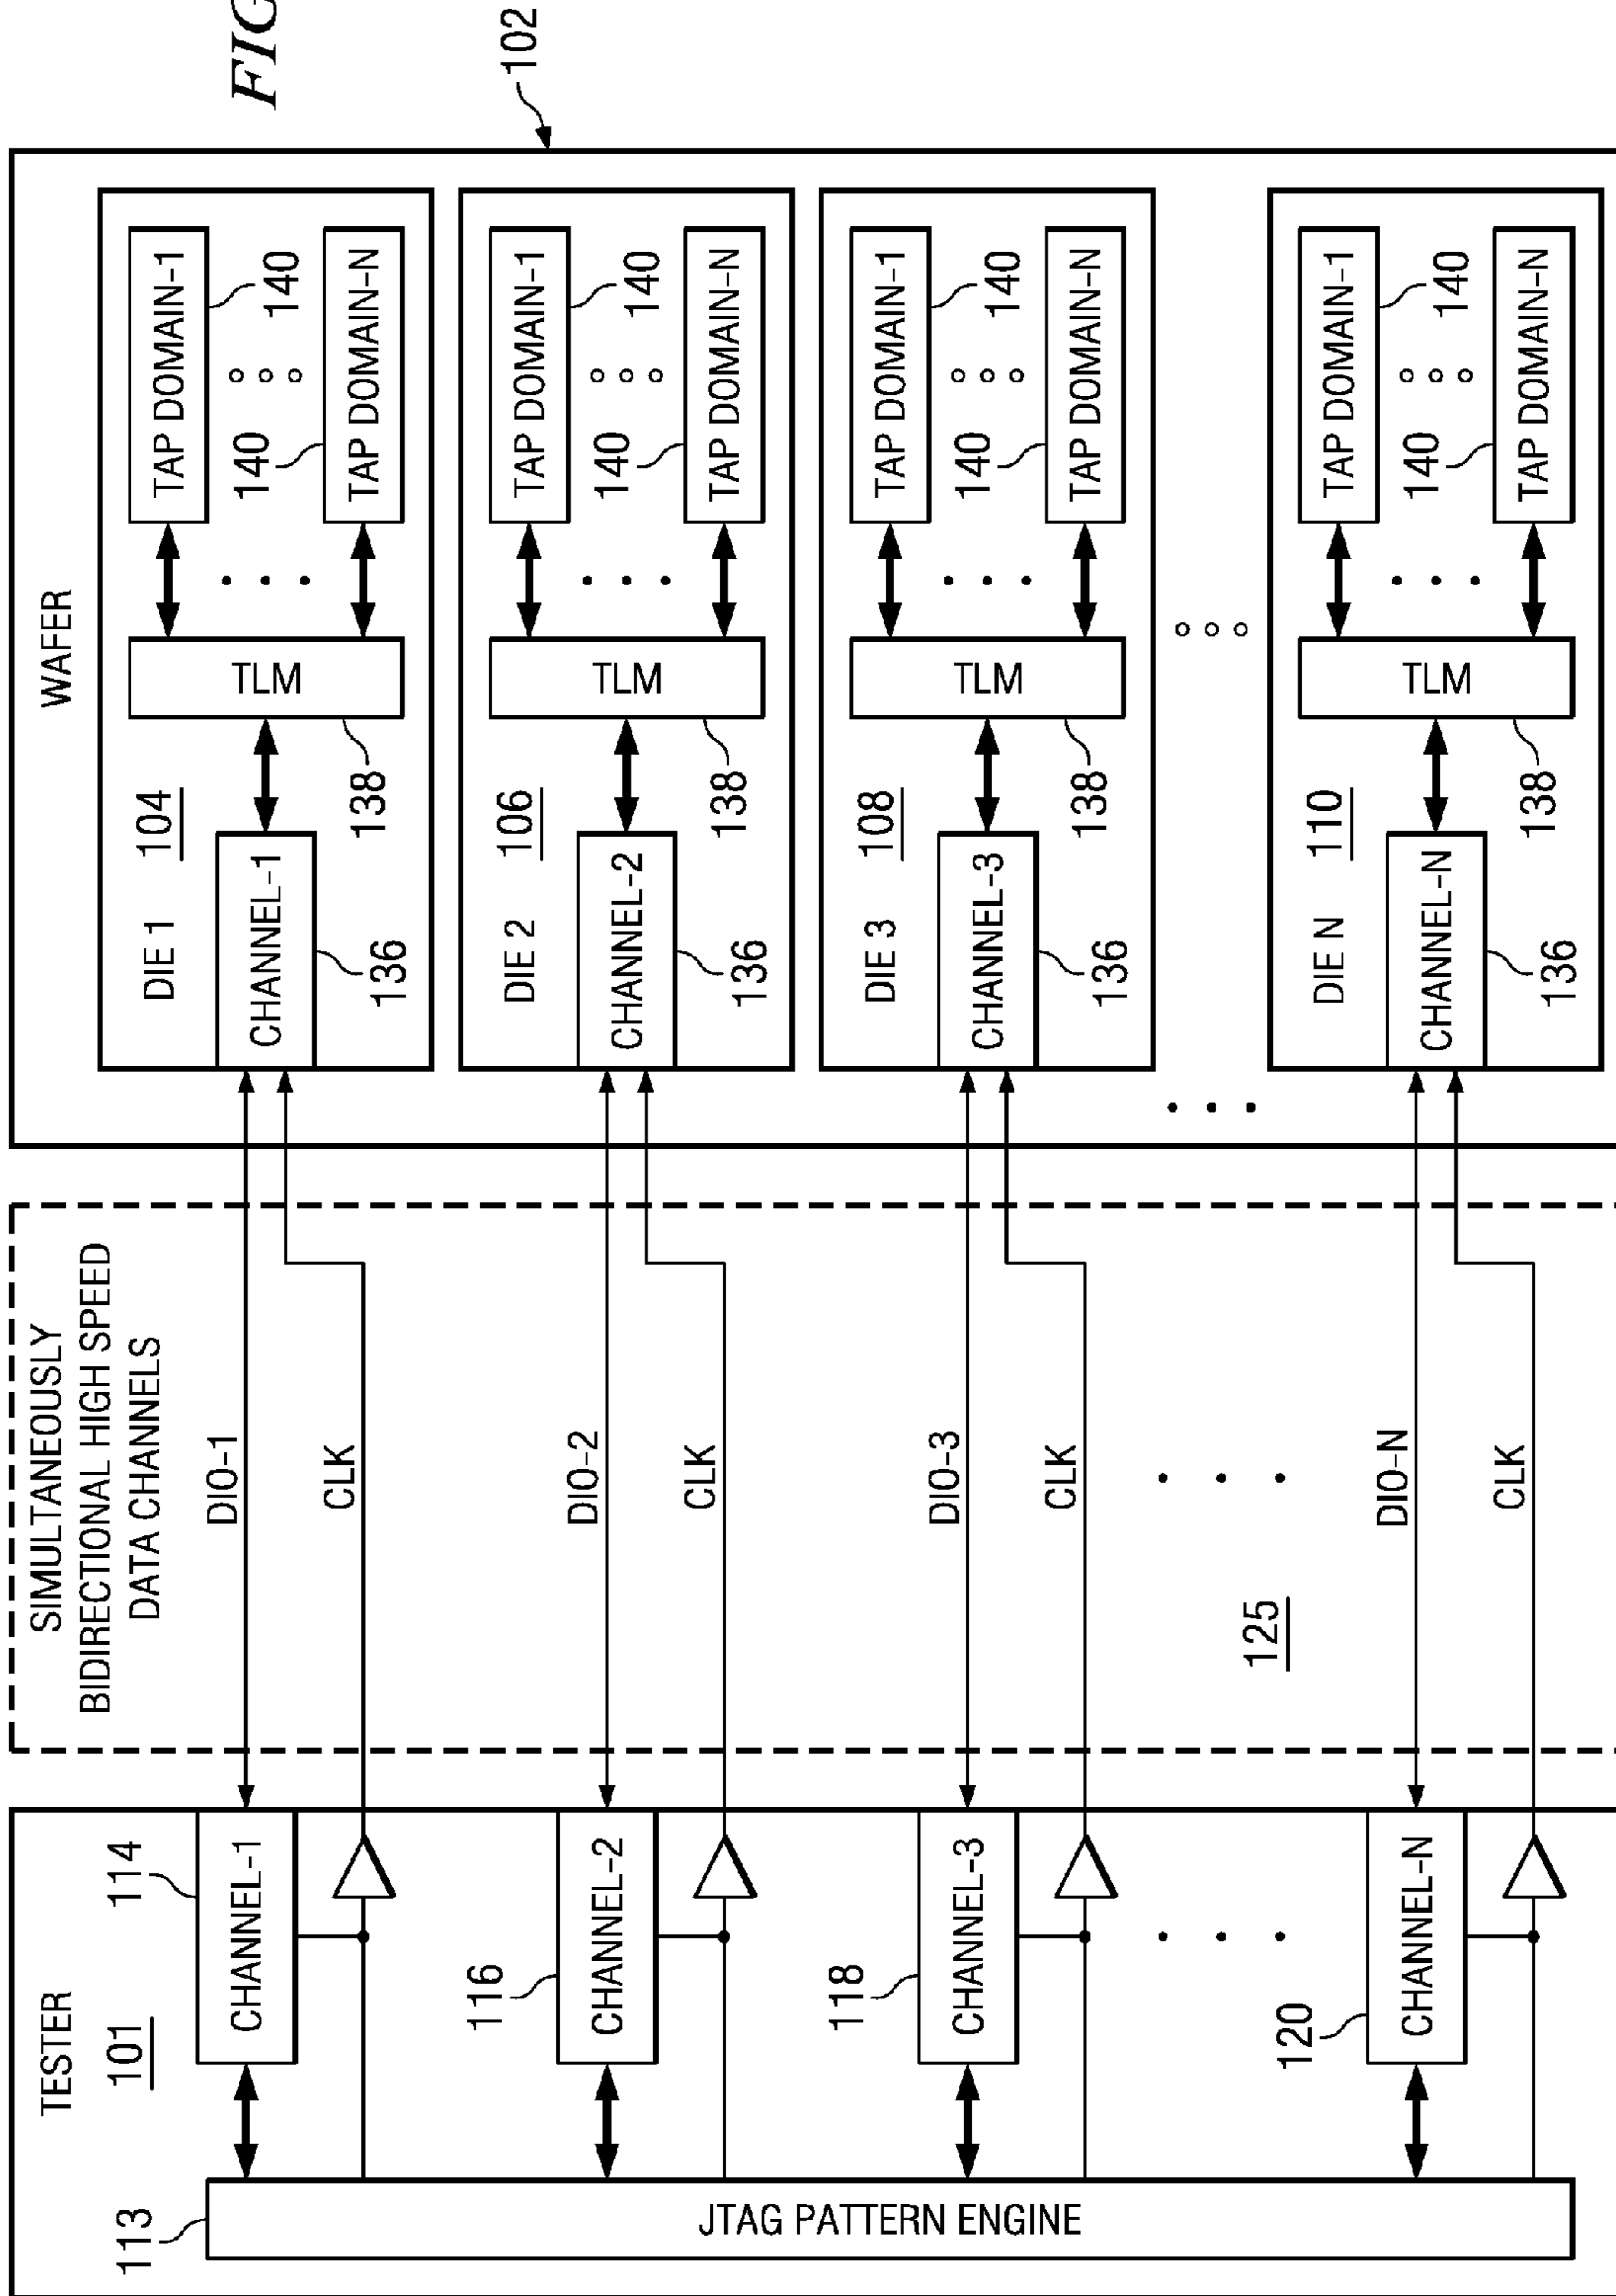 FIG
102
WAFER
DIE 1
104
CHANNEL-1
136
TLM
138
TAP DOMAIN-1
140
140
TAP DOMAIN-N
DIE 2
106
CHANNEL-2
136
TLM
138
TAP DOMAIN-1
140
140
TAP DOMAIN-N
DIE 3
108
CHANNEL-3
136
TLM
138
TAP DOMAIN-1
140
140
TAP DOMAIN-N
DIE N
110
CHANNEL-N
136
TLM
138
TAP DOMAIN-1
140
140
TAP DOMAIN-N
SIMULTANEOUSLY
BIDIRECTIONAL HIGH SPEED
DATA CHANNELS
DIO-1
CLK
DIO-2
CLK
DIO-3
CLK
125
DIO-N
CLK
TESTER
101
113
JTAG PATTERN ENGINE
114
CHANNEL-1
116
CHANNEL-2
118
CHANNEL-3
120
CHANNEL-N